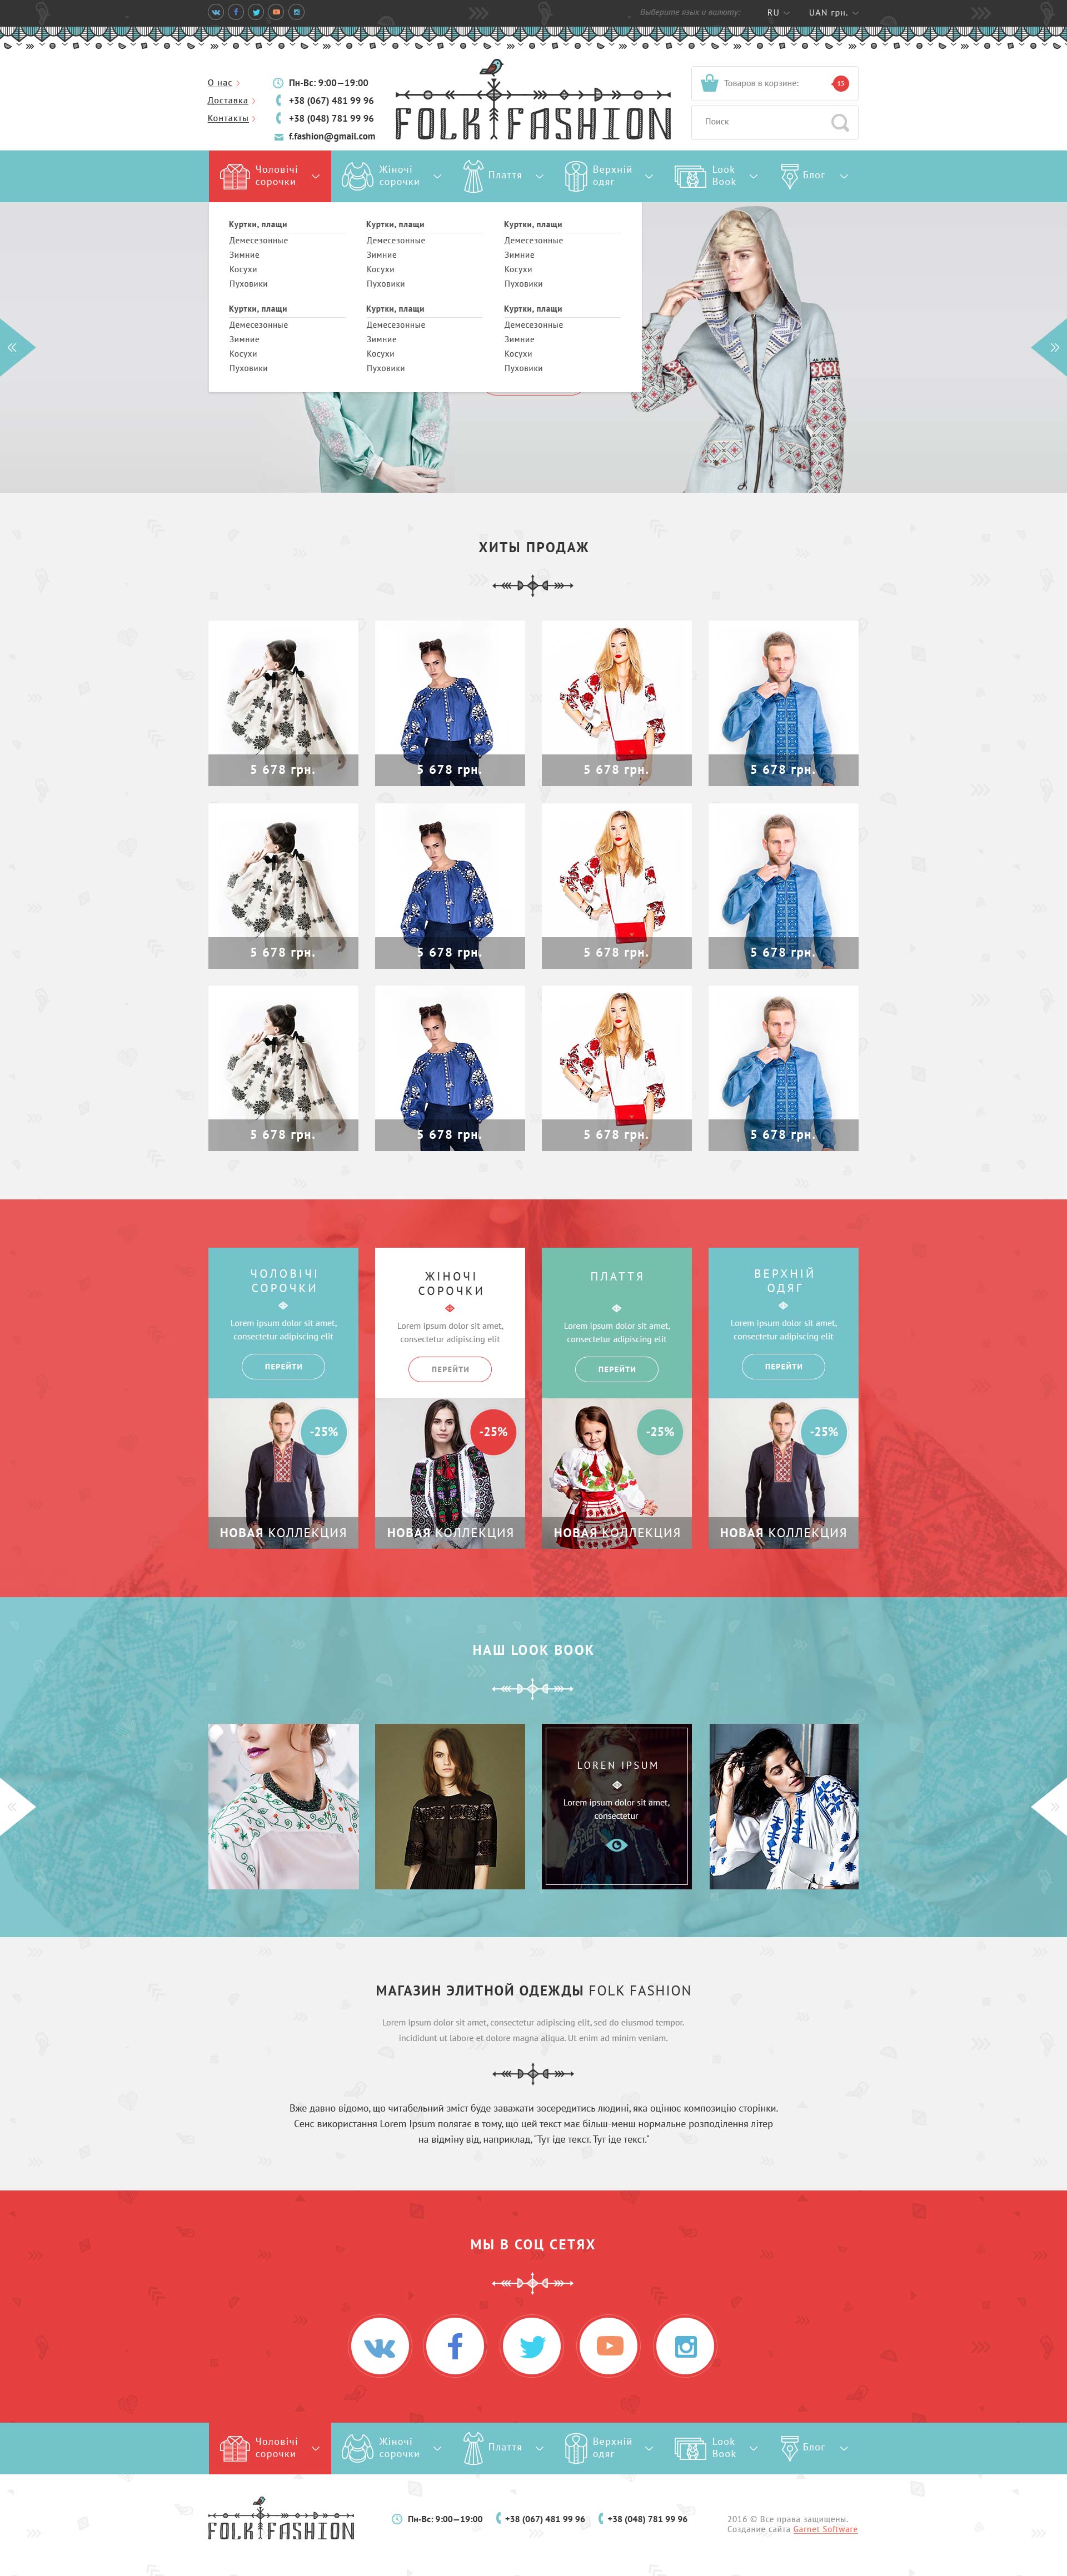 Выберите язык и валюту:
RU
UAN грн.
О нас
Доставка
Контакты
Пн-Вс: 9:00—19:00
+38 (067) 481 99 96
+38 (048) 781 99 96
f.fashion@gmail.com
FOLK FASHION
Товаров в корзине:
15
Поиск
Чоловічі
сорочки
Жіночі
сорочки
Плаття
Верхній
одяг
Look
Book
Блог
Куртки, плащи
Демесезонные
Зимние
Косухи
Пуховики
Куртки, плащи
Демесезонные
Зимние
Косухи
Пуховики
Куртки, плащи
Демесезонные
Зимние
Косухи
Пуховики
Куртки, плащи
Демесезонные
Зимние
Косухи
Пуховики
Куртки, плащи
Демесезонные
Зимние
Косухи
Пуховики
Куртки, плащи
Демесезонные
Зимние
Косухи
Пуховики
ХИТЫ ПРОДАЖ
5 678 грн.
5 678 грн.
5 678 грн.
5 678 грн.
5 678 грн.
5 678 грн.
5 678 грн.
5 678 грн.
5 678 грн.
5 678 грн.
5 678 грн.
5 678 грн.
ЧОЛОВІЧІ
СОРОЧКИ
Lorem ipsum dolor sit amet,
consectetur adipiscing elit
ПЕРЕЙТИ
-25%
НОВАЯ КОЛЛЕКЦИЯ
ЖІНОЧІ
СОРОЧКИ
Lorem ipsum dolor sit amet,
consectetur adipiscing elit
ПЕРЕЙТИ
-25%
НОВАЯ КОЛЛЕКЦИЯ
ПЛАТТЯ
Lorem ipsum dolor sit amet,
consectetur adipiscing elit
ПЕРЕЙТИ
-25%
НОВАЯ КОЛЛЕКЦИЯ
ВЕРХНІЙ
ОДЯГ
Lorem ipsum dolor sit amet,
consectetur adipiscing elit
ПЕРЕЙТИ
-25%
НОВАЯ КОЛЛЕКЦИЯ
НАШ LOOK BOOK
LOREN IPSUM
Lorem ipsum dolor sit amet,
consectetur
МАГАЗИН ЭЛИТНОЙ ОДЕЖДЫ FOLK FASHION
Lorem ipsum dolor sit amet, consectetur adipiscing elit, sed do eiusmod tempor.
incididunt ut labore et dolore magna aliqua. Ut enim ad minim veniam.
Вже давно відомо, що читабельний зміст буде заважати зосередитись людині, яка оцінює композицію сторінки.
Сенс використання Lorem Ipsum полягає в тому, що цей текст має більш-менш нормальне розподілення літер
на відміну від, наприклад, "Тут іде текст. Тут іде текст."
МЫ В СОЦ СЕТЯХ
Чоловічі
сорочки
Жіночі
сорочки
Плаття
Верхній
одяг
Look
Book
Блог
FOLK FASHION
Пн-Вс: 9:00—19:00
+38 (067) 481 99 96
+38 (048) 781 99 96
2016 © Все права защищены.
Создание сайта Garnet Software